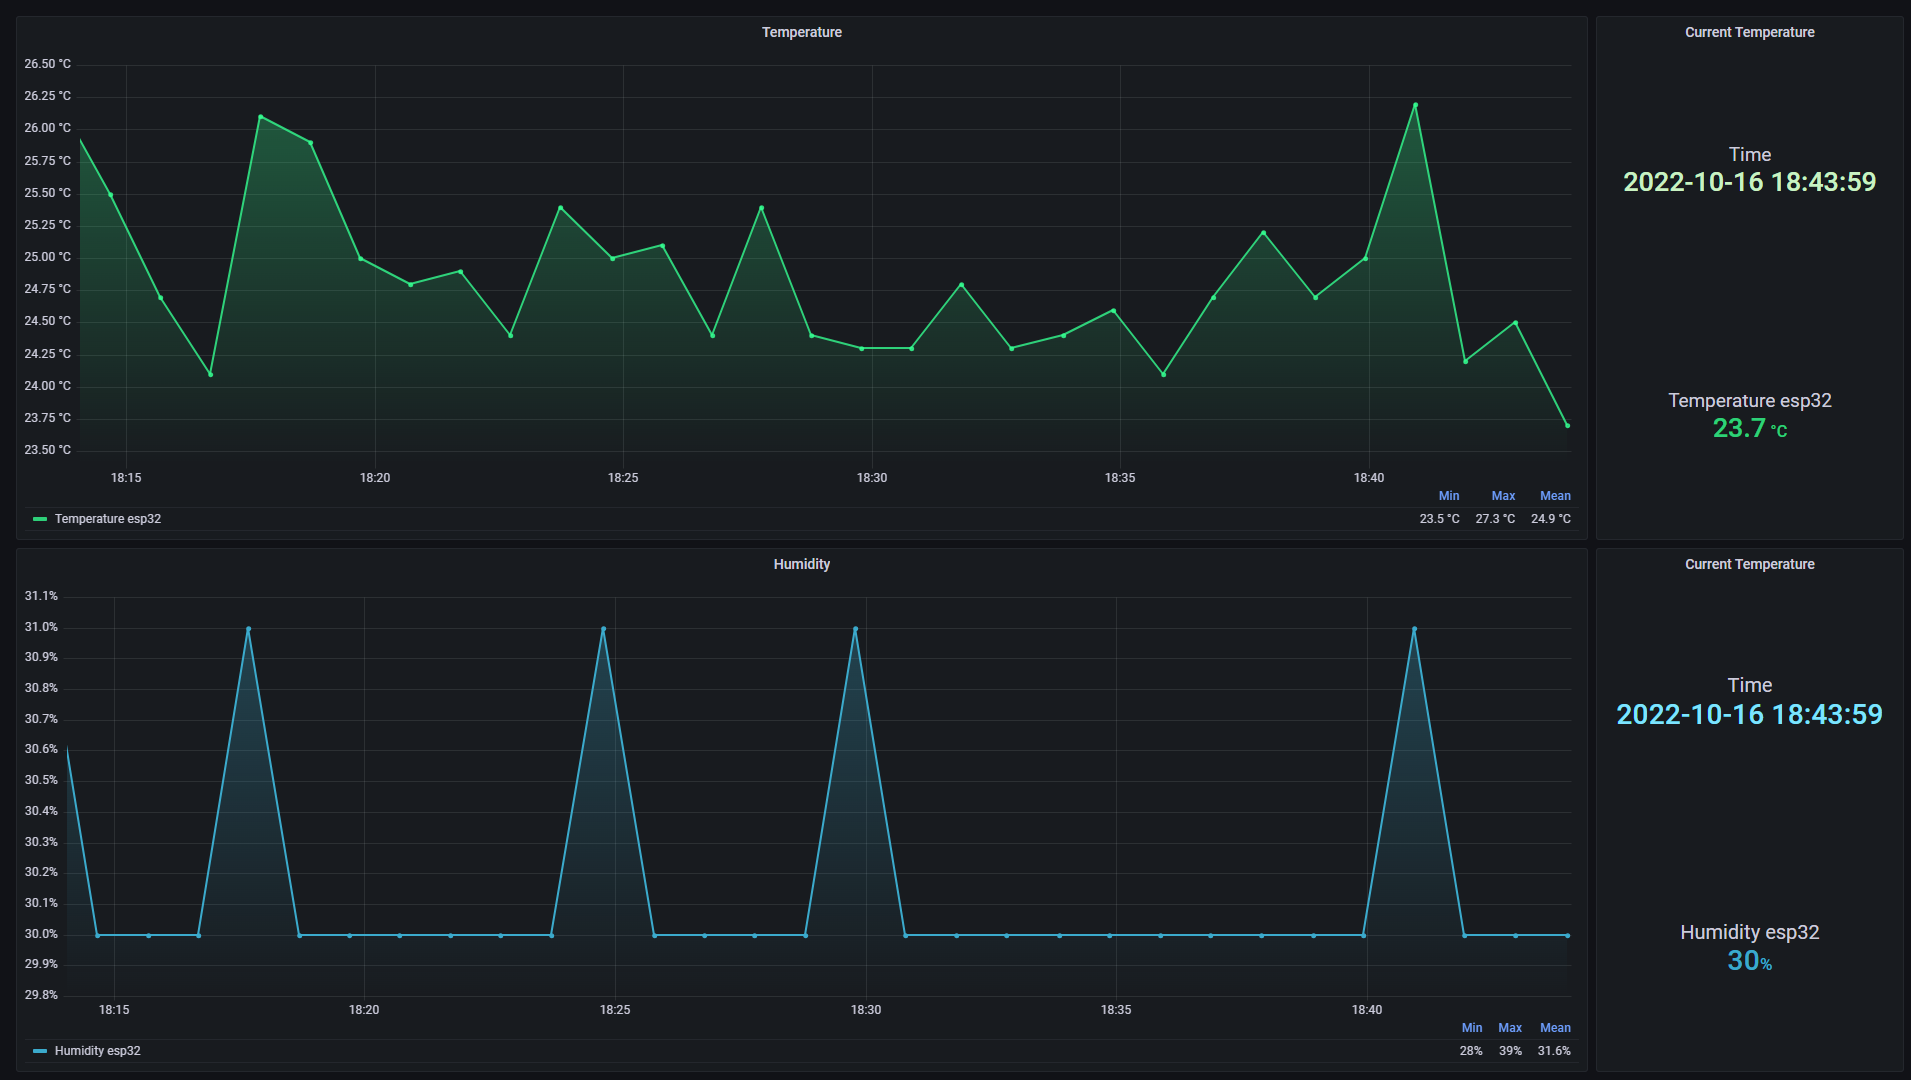 Temperature
26.50 °C
26.25 °C
26.00 °C
25.75 °C
25.50 °C
25.25 °C
25.00 °C
24.75 °C
24.50 °C
24.25 °C
24.00 °C
23.75 °C
23.50 °C
18:15 18:20 18:25 18:30 18:35 18:40
Min Max Mean
Temperature esp32 23.5 °C 27.3 °C 24.9 °C
Current Temperature
Time
2022-10-16 18:43:59
Temperature esp32
23.7 °C
Humidity
31.1%
31.0%
30.9%
30.8%
30.7%
30.6%
30.5%
30.4%
30.3%
30.2%
30.1%
30.0%
29.9%
29.8%
18:15 18:20 18:25 18:30 18:35 18:40
Min Max Mean
Humidity esp32 28% 39% 31.6%
Current Temperature
Time
2022-10-16 18:43:59
Humidity esp32
30%